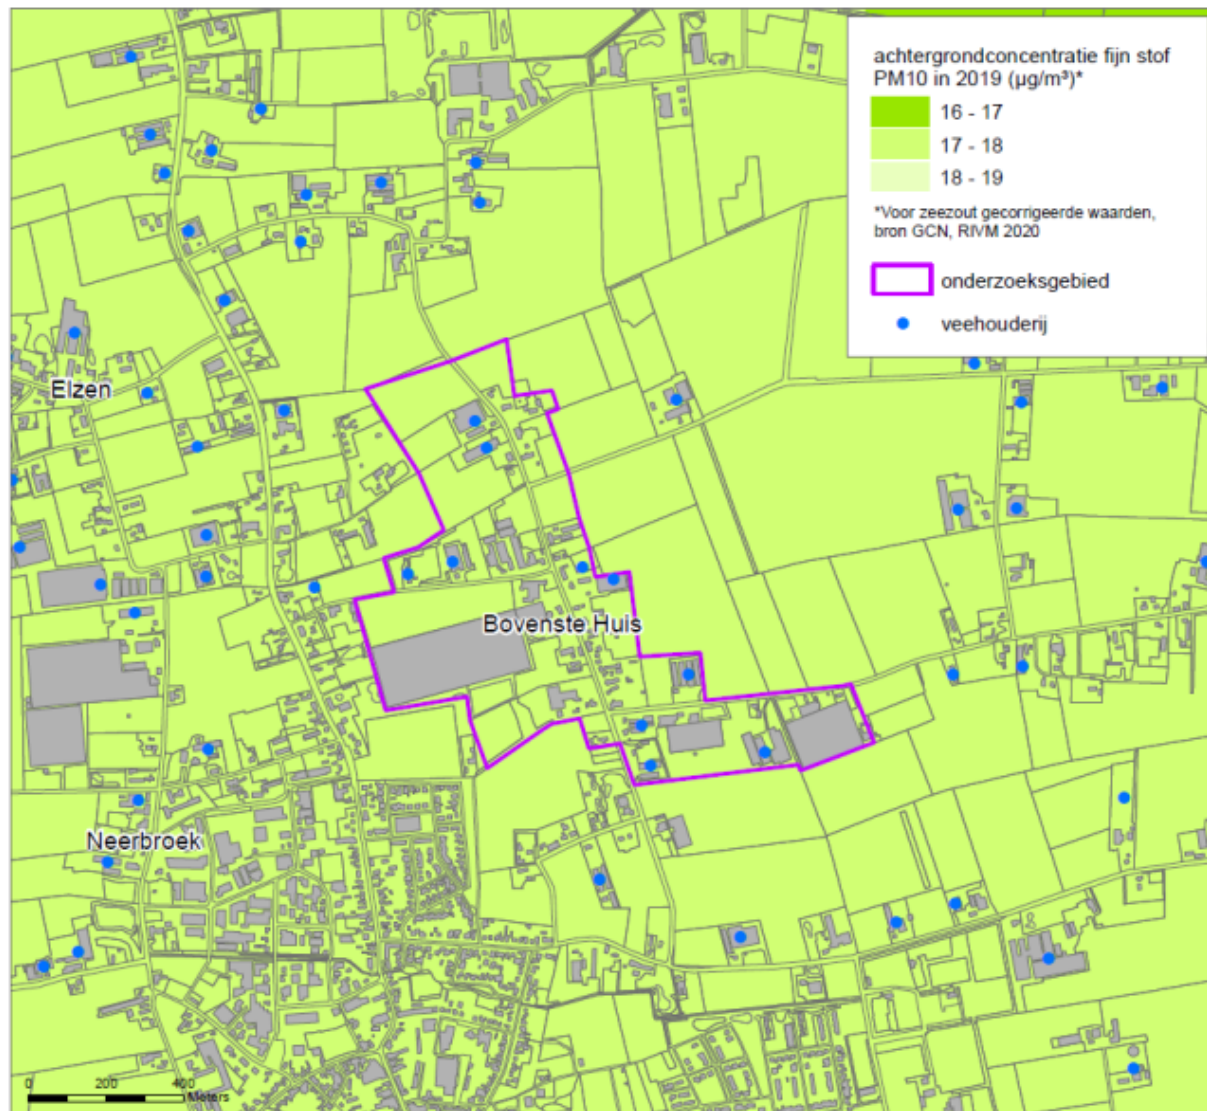 achtergrondconcentratie fijn stof
PM10 in 2019 (µg/m³)*
16 - 17
17 - 18
18 - 19
*Voor zeezout gecorrigeerde waarden,
bron GCN, RIVM 2020
onderzoeksgebied
veehouderij
Elzen
Bovenste Huis
Neerbroek
0 200 400
Meters